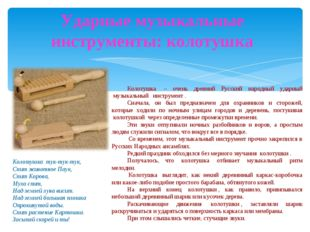 Ударные музыкальные
инструменты: колотушка
Колотушка – очень древний Русский народный ударный
музыкальный инструмент .
Сначала, он был предназначен для охранников и сторожей,
которые ходили по ночным улицам городов и деревень, постукивая
колотушкой через определенные промежутки времени.
Эти звуки отпугивали ночных разбойников и воров, а простым
людям служили сигналом, что вокруг все в порядке.
Со временем, этот музыкальный инструмент прочно закрепился в
Русских Народных ансамблях.
Редкий праздник обходился без мерного звучания колотушки .
Получалось, что колотушка отбивает музыкальный ритм
мелодии.
Колотушка выглядит, как некий деревянный каркас-коробочка
или какое-либо подобие простого барабана, обтянутого кожей.
На верхний конец колотушки, как правило, привязывался
небольшой деревянный шарик или кусочек дерева.
Раскачивающие движения колотушки , заставляли шарик
раскручиваться и ударяться о поверхность каркаса или мембраны.
При этом слышались четкие, стучащие звуки.
Колотушка: тук-тук-тук,
Спит Корова,
Муха спит,
Над землей луна висит.
Над землей большая плошка
Опрокинутой воды.
Спит растение Картошка.
Засыпай скорей и ты!